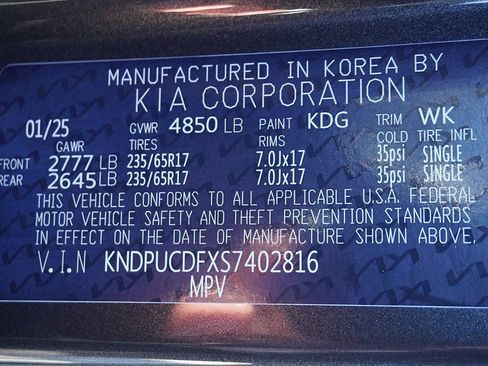 MANUFACTURED IN KOREA BY
KIA CORPORATION
01/25 GVWR 4850 LB PAINT KDG TRIM WK
GAWR TIRES RIMS COLD TIRE INFL
FRONT 2777 LB 235/65R17 7.0Jx17 35psi SINGLE
REAR 2645 LB 235/65R17 7.0Jx17 35psi SINGLE
THIS VEHICLE CONFORMS TO ALL APPLICABLE U.S.A. FEDERAL
MOTOR VEHICLE SAFETY AND THEFT PREVENTION STANDARDS
IN EFFECT ON THE DATE OF MANUFACTURE SHOWN ABOVE.
V.I.N KNDPUCDFXS7402816
MPV